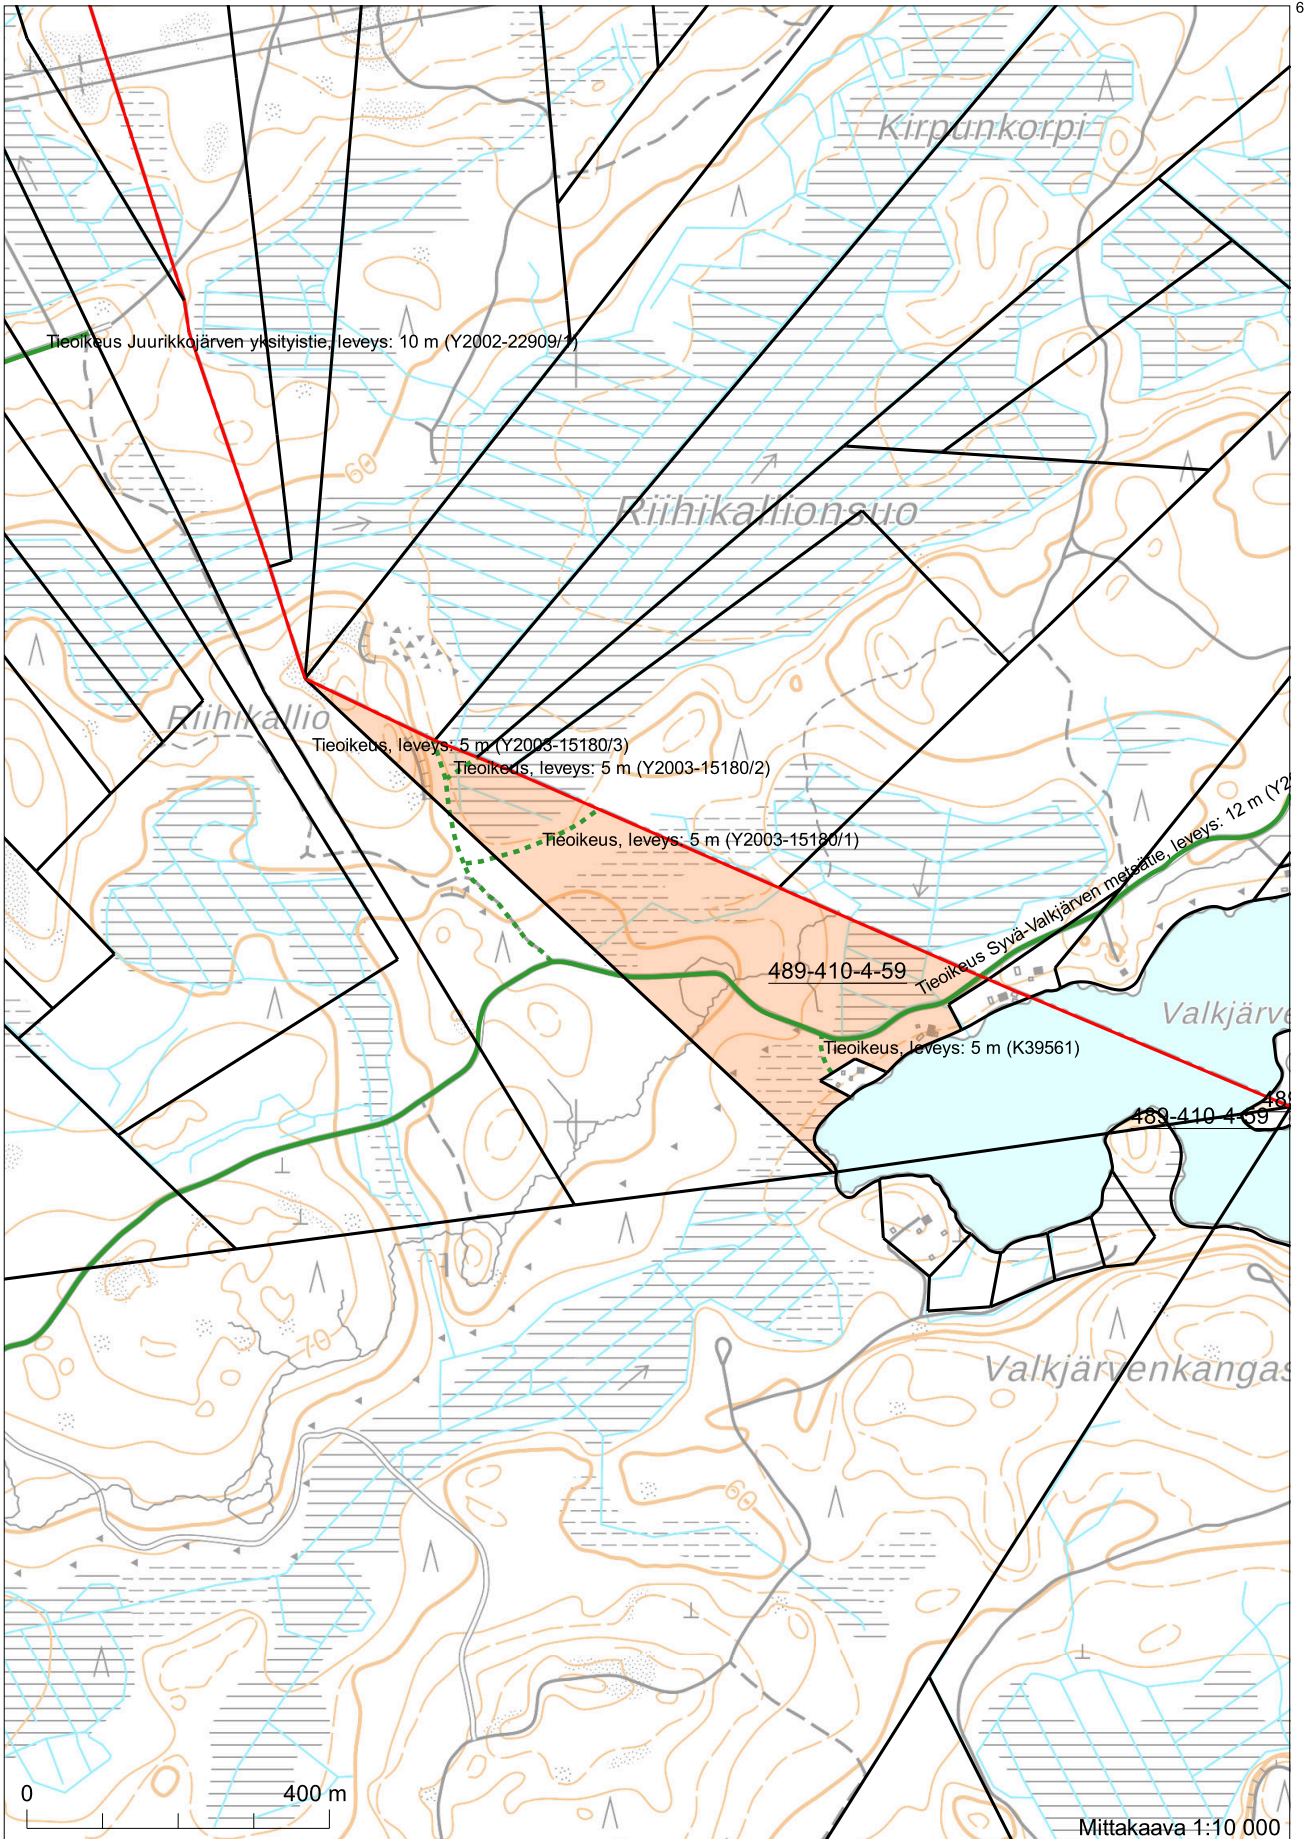 6
Kirpunkorpi
Tieoikeus Juurikkojärven yksityistie, leveys: 10 m (Y2002-22909/1)
V
60
Riihikallionsuo
Riihikallio
Tieoikeus, leveys: 5 m (Y2003-15180/3)
Tieoikeus, leveys: 5 m (Y2003-15180/2)
Tieoikeus, leveys: 5 m (Y2003-15180/1)
Tieoikeus Syvä-Valkjärven metsätie, leveys: 12 m (Y2
489-410-4-59
Valkjärve
Tieoikeus, leveys: 5 m (K39561)
489
489-410-4-59
70
Valkjärvenkangas
60
0
400 m
Mittakaava 1:10 000